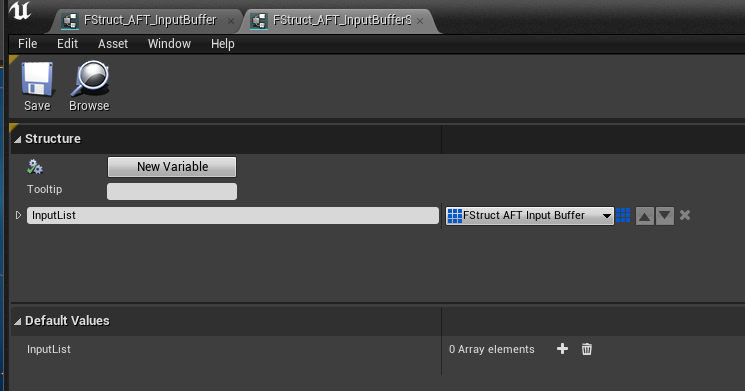 FStruct_AFT_InputBuffer
FStruct_AFT_InputBufferS
File Edit Asset Window Help
Save Browse
Structure
New Variable
Tooltip
InputList FStruct AFT Input Buffer
Default Values
InputList 0 Array elements